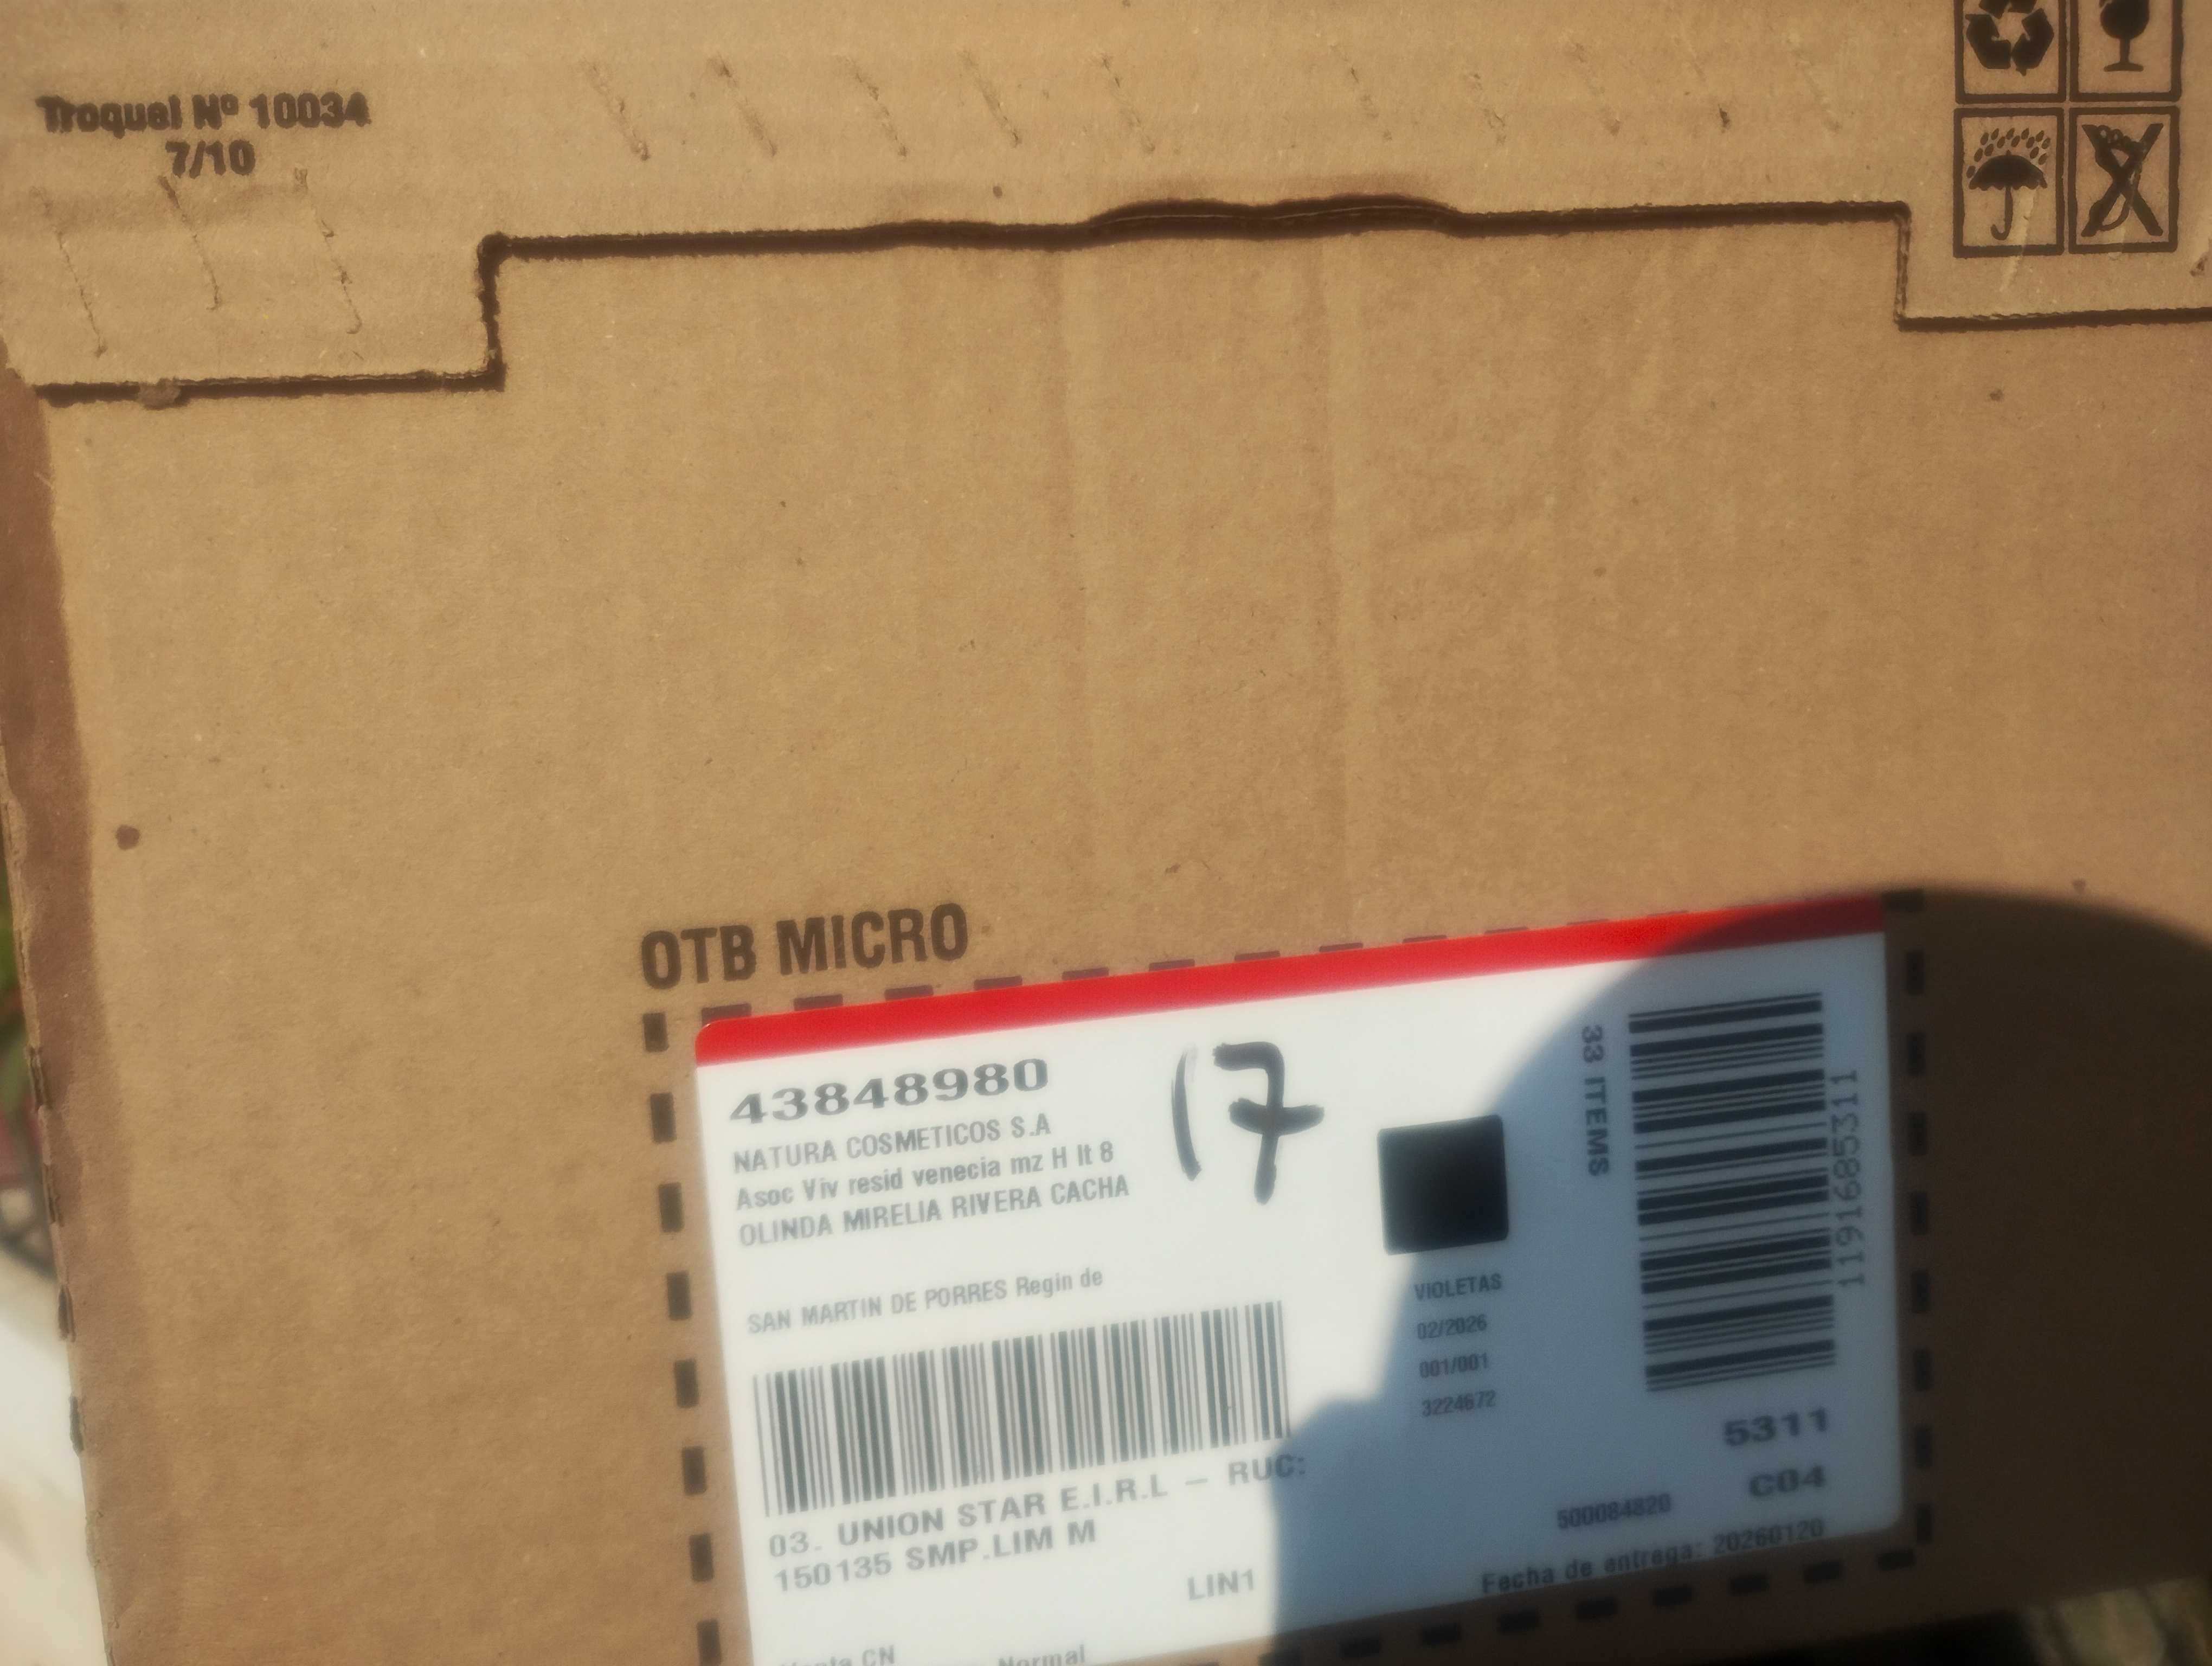 Troquel Nº 10034
7/10
OTB MICRO
43848980
17
NATURA COSMETICOS S.A
Asoc Viv resid venecia mz H lt 8
OLINDA MIRELIA RIVERA CACHA
SAN MARTIN DE PORRES Regin de
03. UNION STAR E.I.R.L - RUC:
150135 SMP.LIM M
LIN1
CN
Normal
VIOLETAS
02/2026
001/001
3224672
33 ITEMS
1191685311
5311
C04
500084820
Fecha de entrega: 20260120